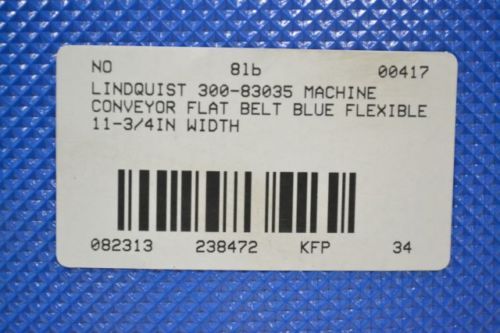 NO 8lb 00417
LINDQUIST 300-83035 MACHINE
CONVEYOR FLAT BELT BLUE FLEXIBLE
11-3/4IN WIDTH
082313 238472 KFP 34